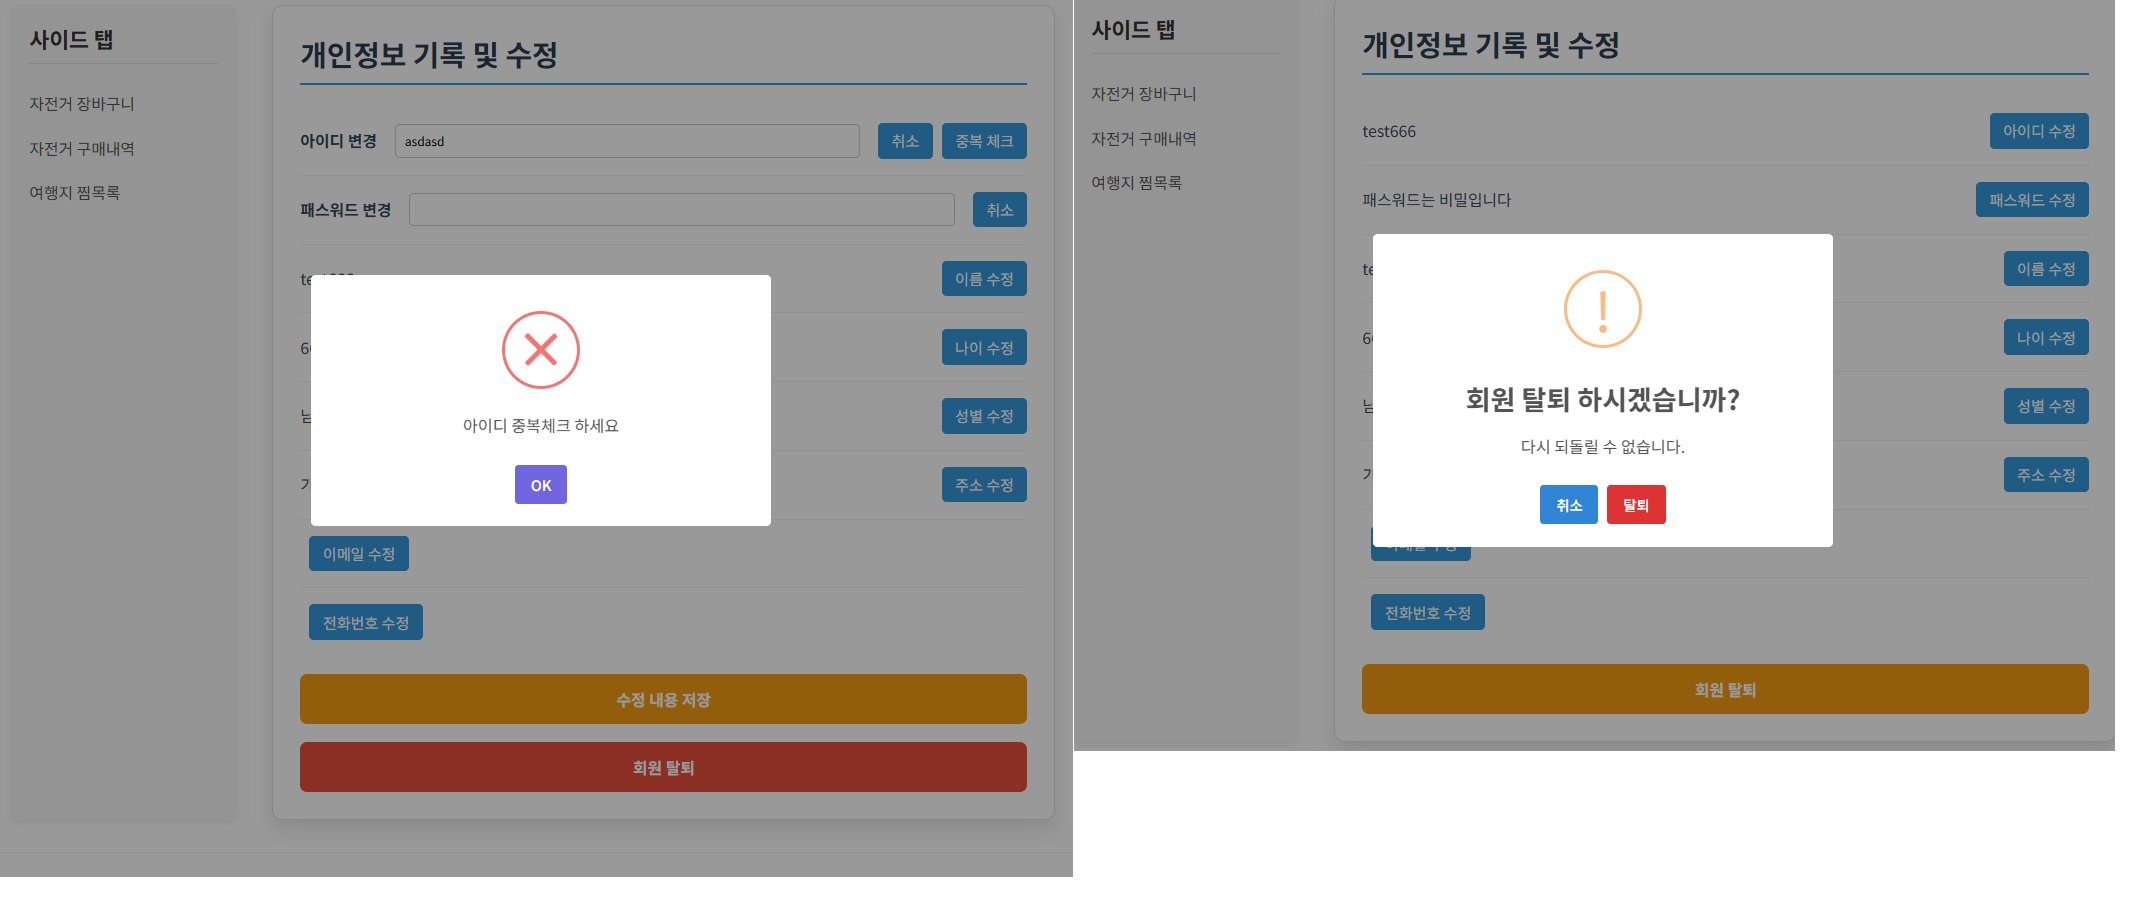 사이드 탭
자전거 장바구니
자전거 구매내역
여행지 찜목록
개인정보 기록 및 수정
아이디 변경 asdasd 취소 중복 체크
패스워드 변경 취소
이름 수정
나이 수정
성별 수정
주소 수정
아이디 중복체크 하세요
OK
이메일 수정
전화번호 수정
수정 내용 저장
회원 탈퇴
사이드 탭
자전거 장바구니
자전거 구매내역
여행지 찜목록
개인정보 기록 및 수정
test666 아이디 수정
패스워드는 비밀입니다 패스워드 수정
이름 수정
나이 수정
성별 수정
주소 수정
회원 탈퇴 하시겠습니까?
다시 되돌릴 수 없습니다.
취소 탈퇴
전화번호 수정
회원 탈퇴